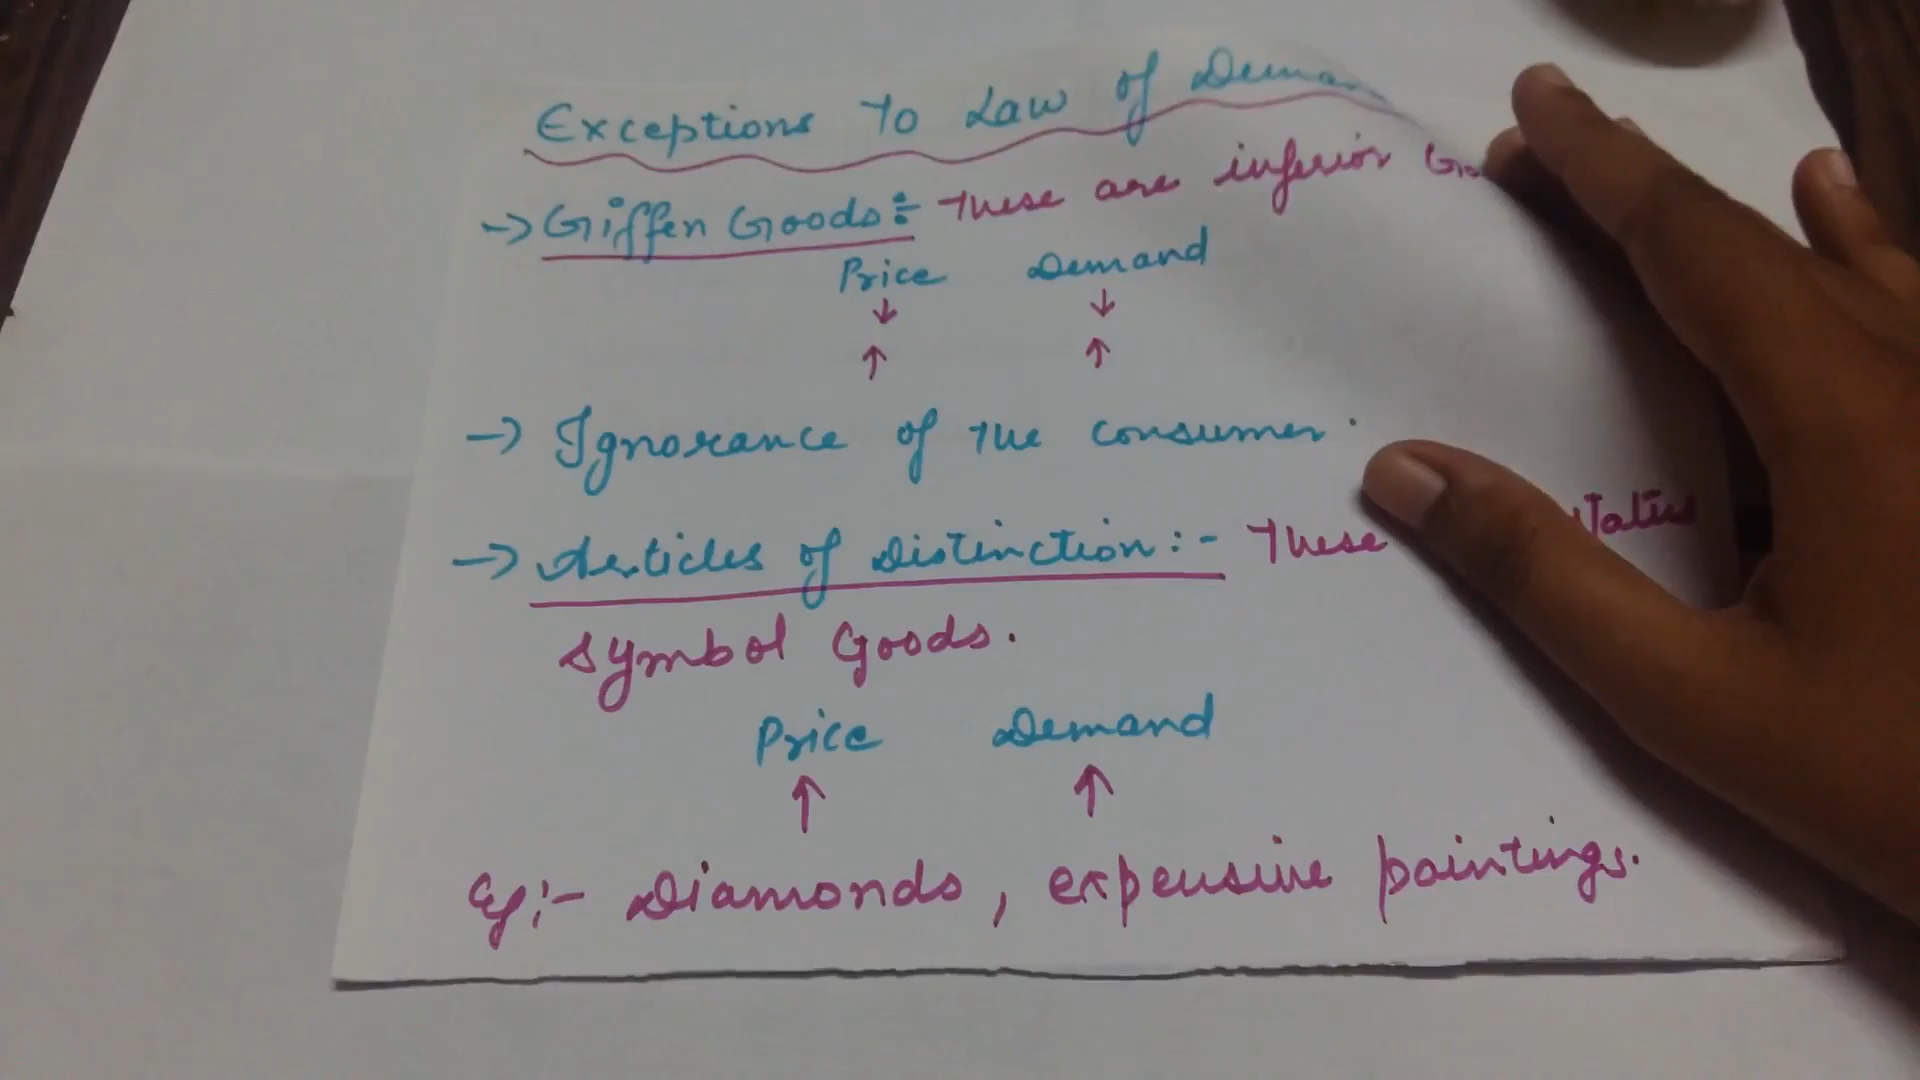 Exceptions To Law of Deman
→ Giffen Goods:- These are inferior
Price Demand
↓ ↓
↑ ↑
→ Ignorance of the consumer.
→ Articles of Distinction:- These
Symbol Goods.
Price Demand
↑ ↑
Eg:- Diamonds, expensive paintings.